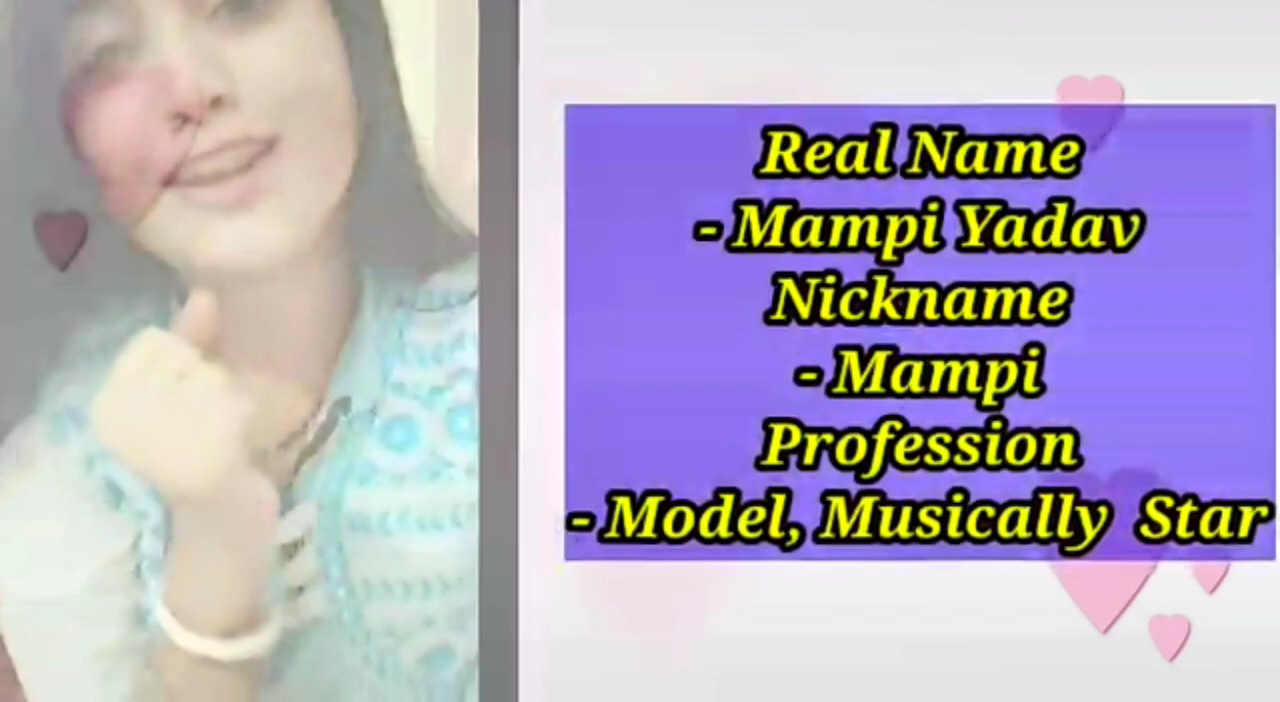 Real Name
- Mampi Yadav
Nickname
- Mampi
Profession
- Model, Musically Star